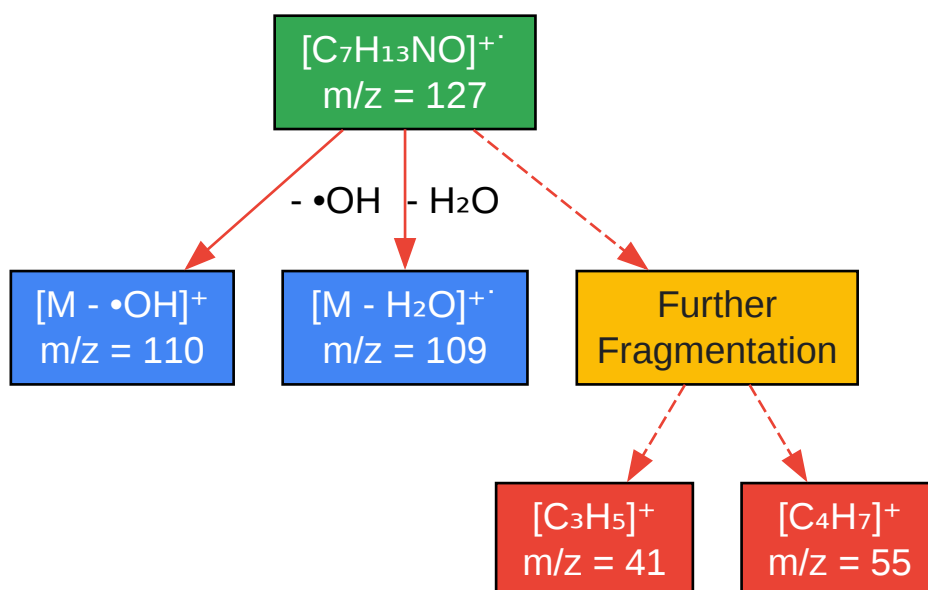 [C₇H₁₃NO]⁺˙
m/z = 127
- •OH
- H₂O
[M - •OH]⁺
m/z = 110
[M - H₂O]⁺˙
m/z = 109
Further
Fragmentation
[C₃H₅]⁺
m/z = 41
[C₄H₇]⁺
m/z = 55